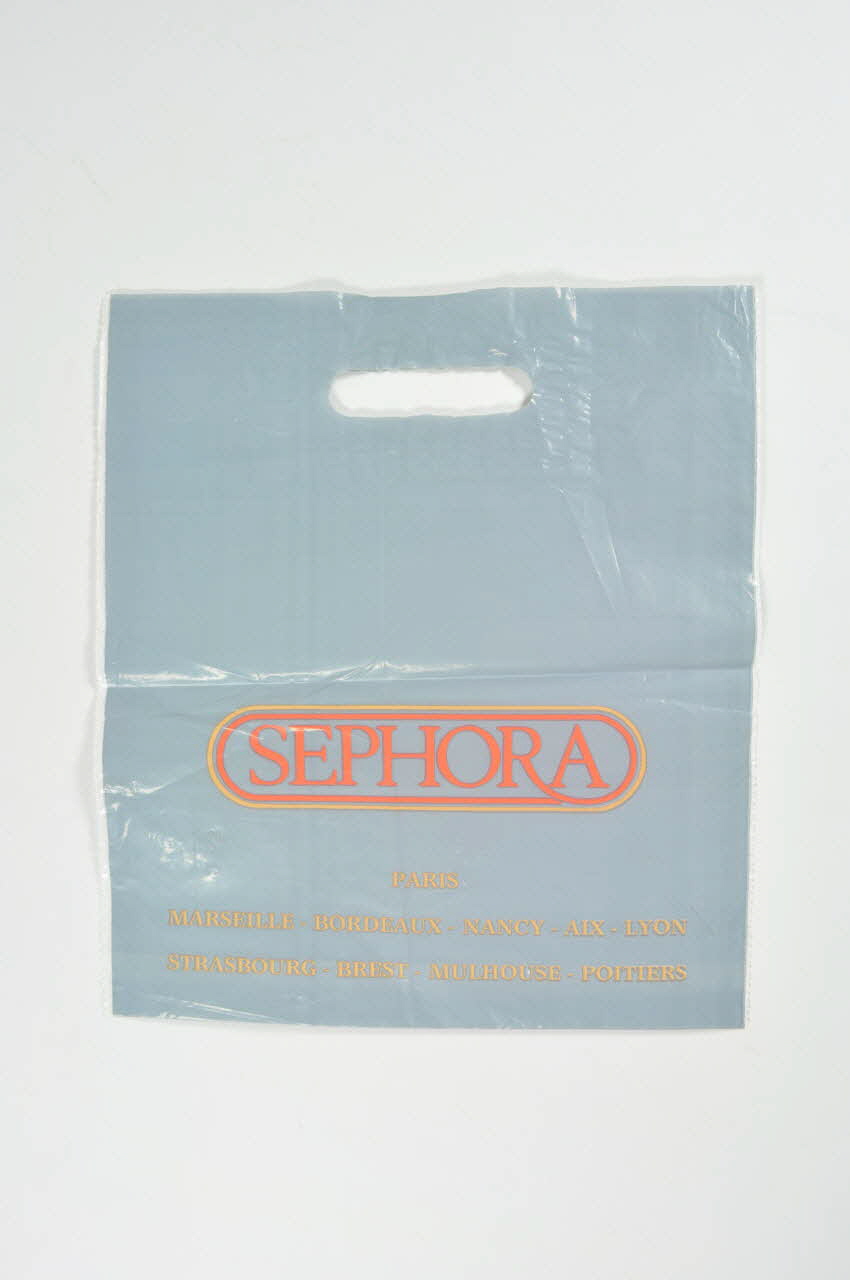 SEPHORA
PARIS
MARSEILLE - BORDEAUX - NANCY - AIX - LYON
STRASBOURG - BREST - MULHOUSE - POITIERS